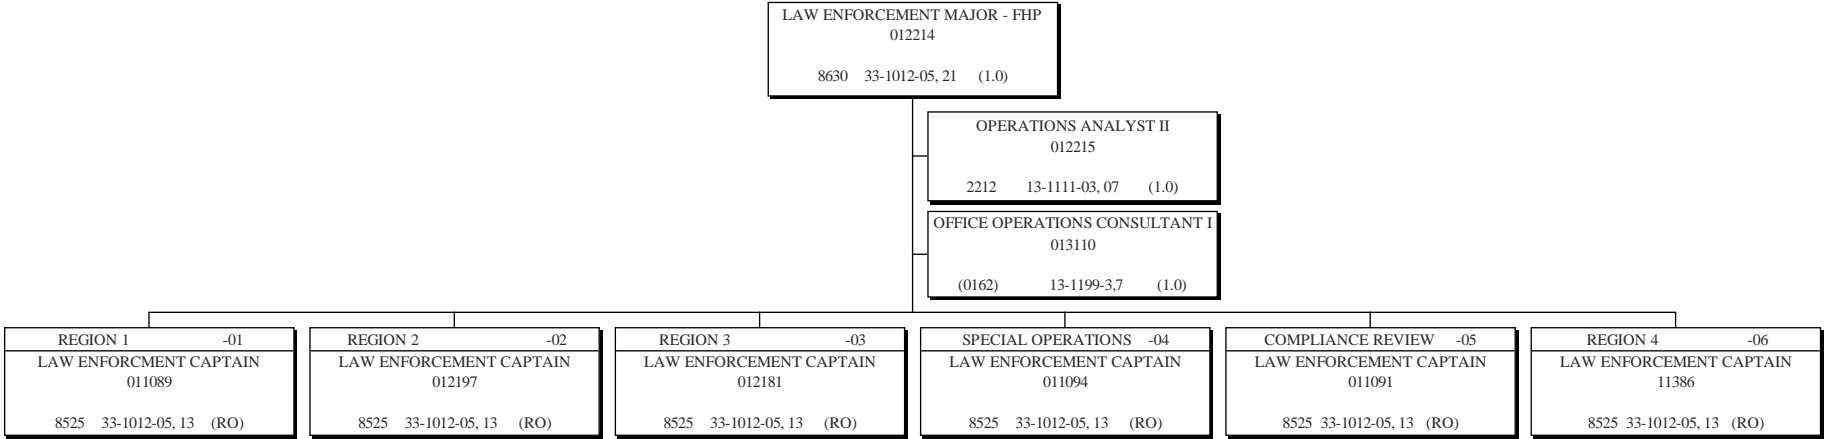 LAW ENFORCEMENT MAJOR - FHP
012214
8630 33-1012-05, 21 (1.0)
OPERATIONS ANALYST II
012215
2212 13-1111-03, 07 (1.0)
OFFICE OPERATIONS CONSULTANT I
013110
(0162) 13-1199-3,7 (1.0)
REGION 1 -01
LAW ENFORCMENT CAPTAIN
011089
8525 33-1012-05, 13 (RO)
REGION 2 -02
LAW ENFORCEMENT CAPTAIN
012197
8525 33-1012-05, 13 (RO)
REGION 3 -03
LAW ENFORCEMENT CAPTAIN
012181
8525 33-1012-05, 13 (RO)
SPECIAL OPERATIONS -04
LAW ENFORCEMENT CAPTAIN
011094
8525 33-1012-05, 13 (RO)
COMPLIANCE REVIEW -05
LAW ENFORCEMENT CAPTAIN
011091
8525 33-1012-05, 13 (RO)
REGION 4 -06
LAW ENFORCEMENT CAPTAIN
11386
8525 33-1012-05, 13 (RO)